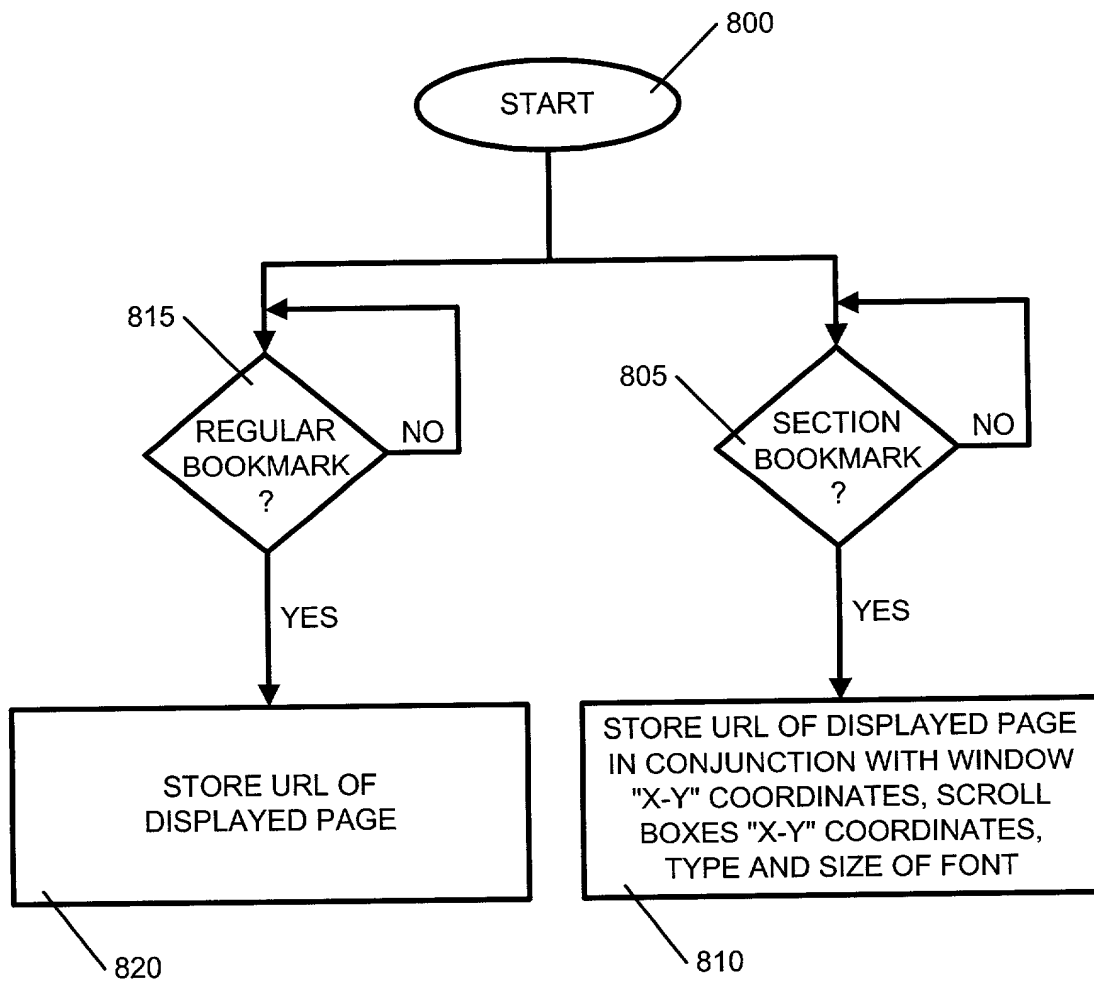 800
START
815
REGULAR
BOOKMARK
?
NO
YES
STORE URL OF
DISPLAYED PAGE
820
805
SECTION
BOOKMARK
?
NO
YES
STORE URL OF DISPLAYED PAGE
IN CONJUNCTION WITH WINDOW
"X-Y" COORDINATES, SCROLL
BOXES "X-Y" COORDINATES,
TYPE AND SIZE OF FONT
810